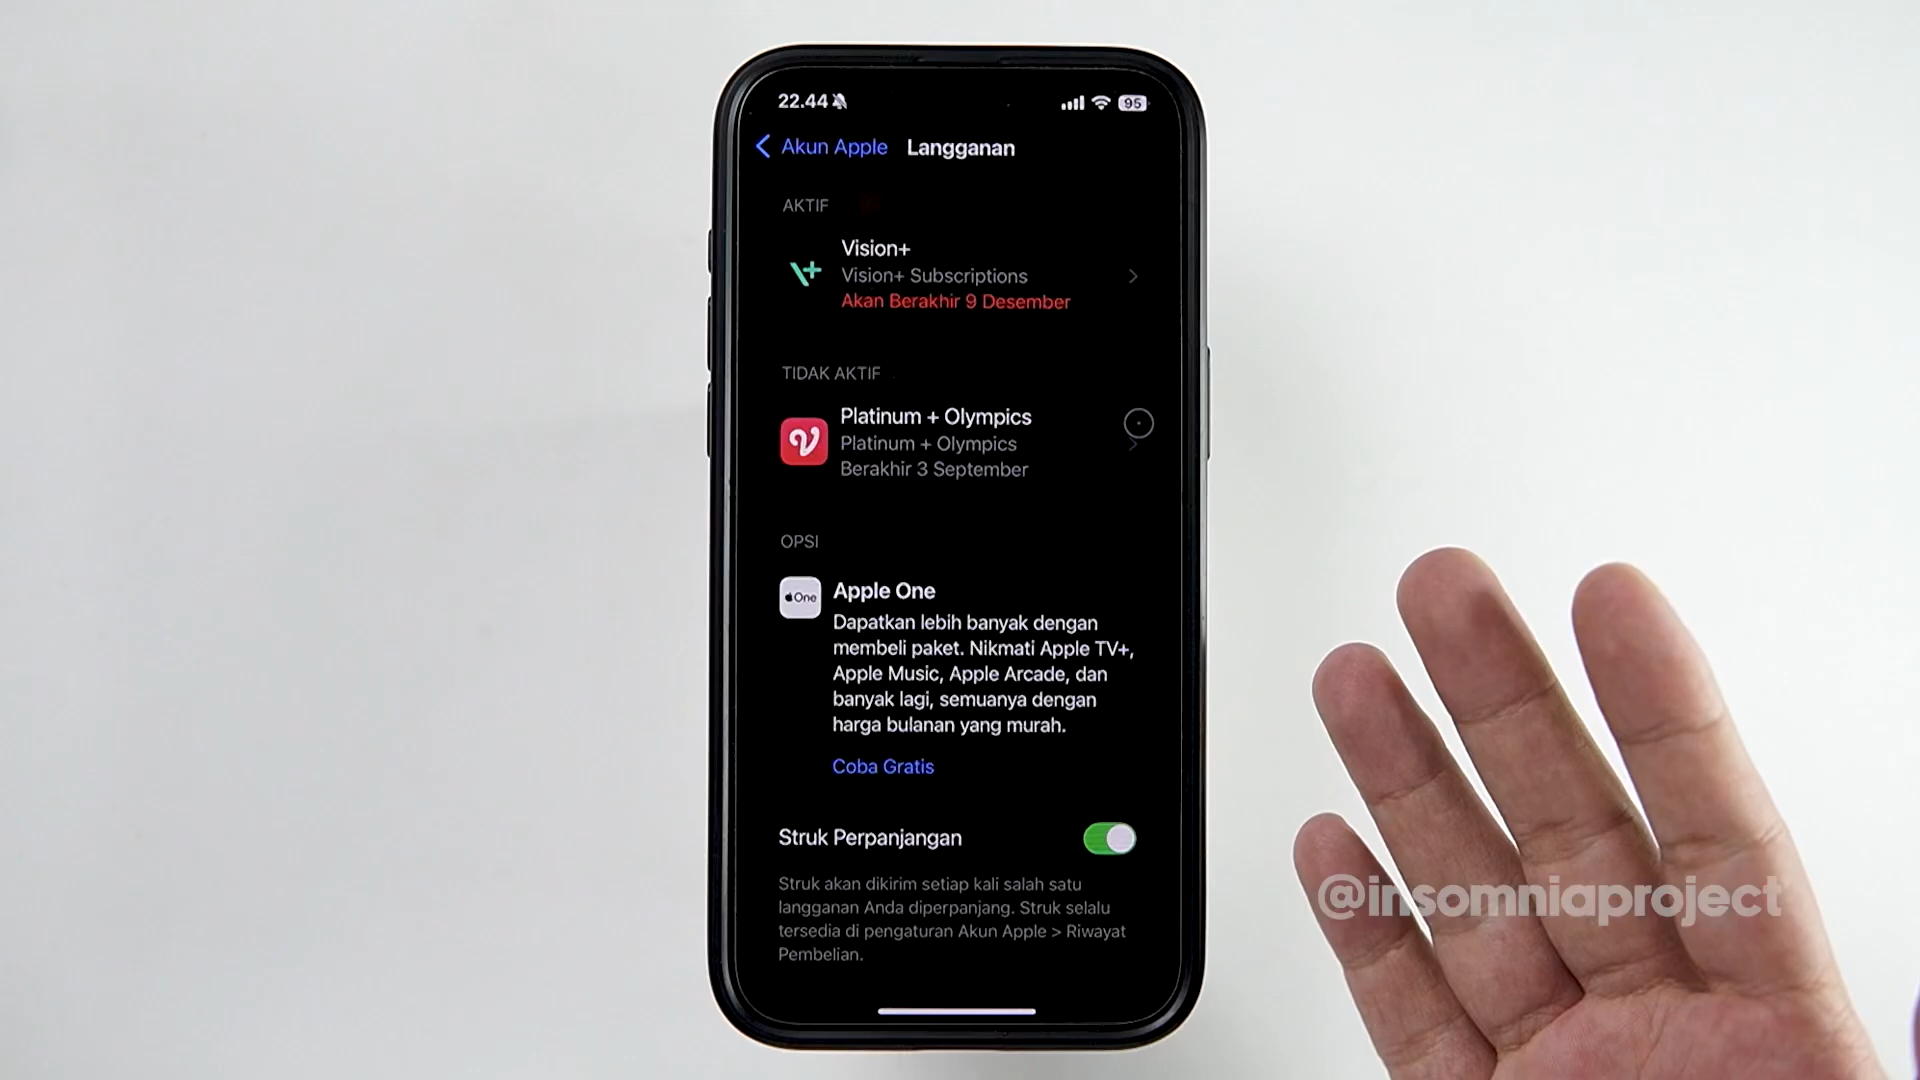 22.44
95
Akun Apple
Langganan
AKTIF
Vision+
Vision+ Subscriptions
Akan Berakhir 9 Desember
TIDAK AKTIF
Platinum + Olympics
Platinum + Olympics
Berakhir 3 September
OPSI
One
Apple One
Dapatkan lebih banyak dengan
membeli paket. Nikmati Apple TV+,
Apple Music, Apple Arcade, dan
banyak lagi, semuanya dengan
harga bulanan yang murah.
Coba Gratis
Struk Perpanjangan
Struk akan dikirim setiap kali salah satu
langganan Anda diperpanjang. Struk selalu
tersedia di pengaturan Akun Apple > Riwayat
Pembelian.
@insomniaproject